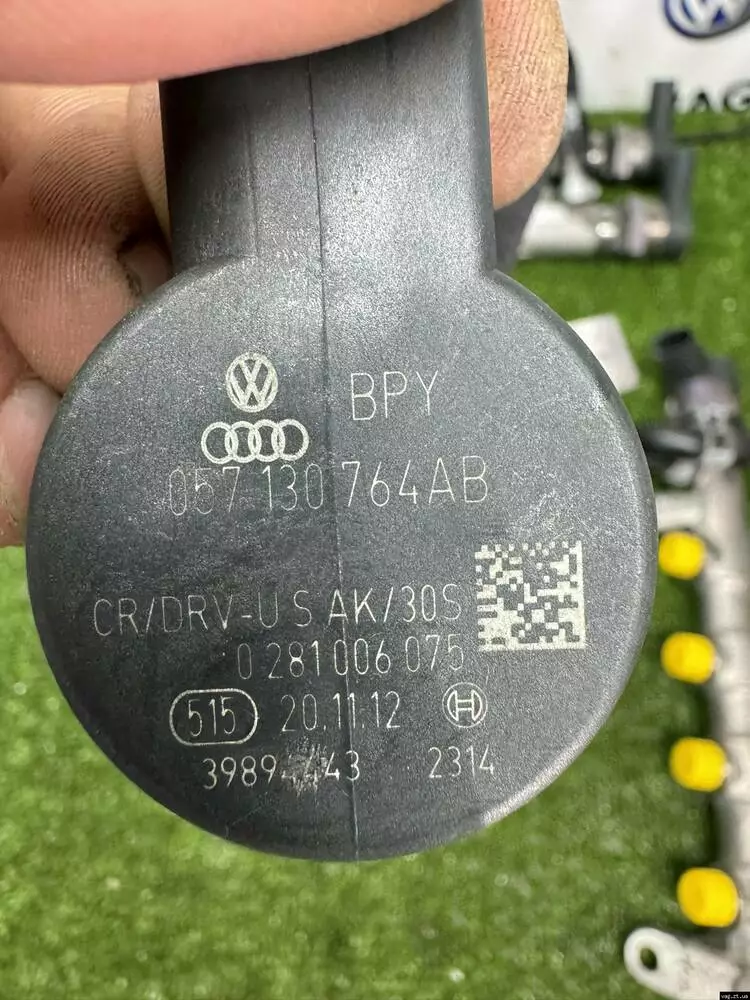 BPY
057 130 764AB
CR/DRV-U S AK/30S
0 281 006 075
515 20.11.12
2314
vag.zt.ua